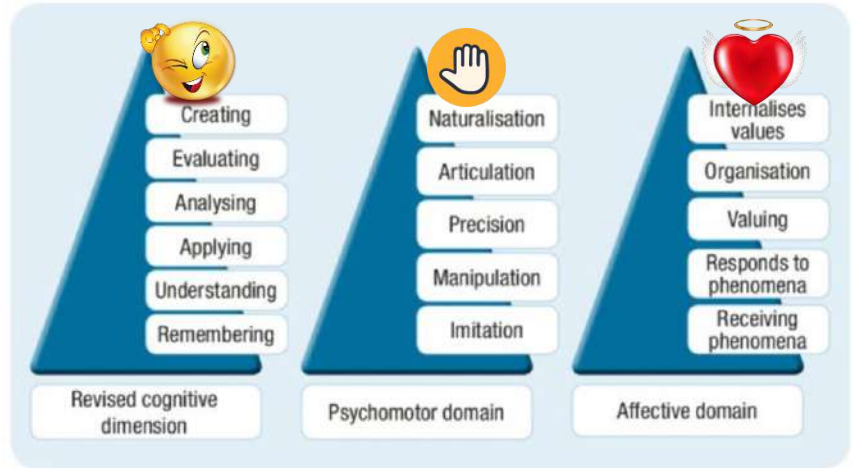 Creating
Evaluating
Analysing
Applying
Understanding
Remembering
Revised cognitive
dimension
Naturalisation
Articulation
Precision
Manipulation
Imitation
Psychomotor domain
Internalises
values
Organisation
Valuing
Responds to
phenomena
Receiving
phenomena
Affective domain